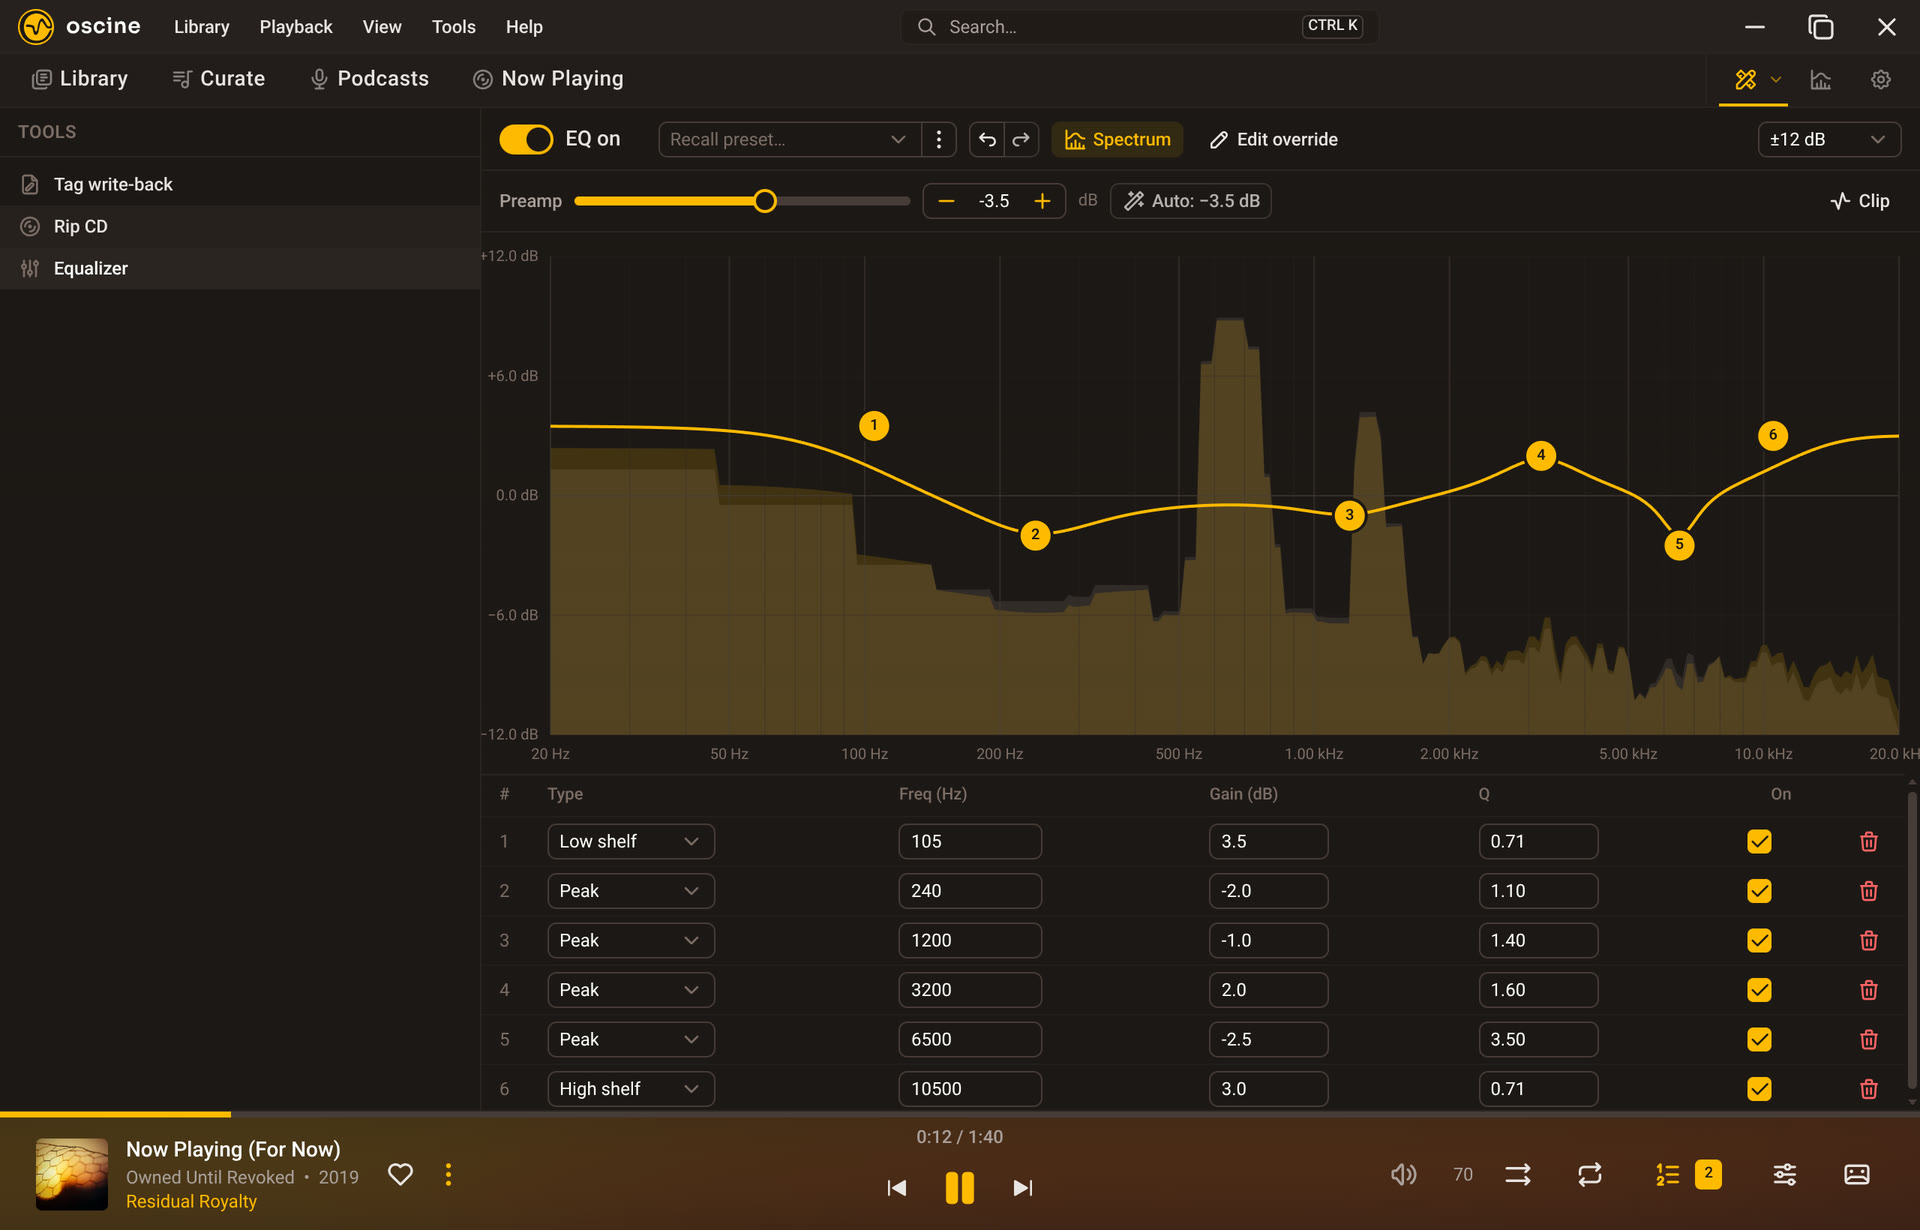 oscine
Library Playback View Tools Help
Search… CTRL K
Library Curate Podcasts Now Playing
TOOLS
Tag write-back
Rip CD
Equalizer
EQ on Recall preset… Spectrum Edit override ±12 dB
Preamp -3.5 dB Auto: −3.5 dB Clip
+12.0 dB
+6.0 dB
0.0 dB
−6.0 dB
−12.0 dB
1 2 3 4 5 6
20 Hz 50 Hz 100 Hz 200 Hz 500 Hz 1.00 kHz 2.00 kHz 5.00 kHz 10.0 kHz 20.0 kH
# Type Freq (Hz) Gain (dB) Q On
1 Low shelf 105 3.5 0.71
2 Peak 240 -2.0 1.10
3 Peak 1200 -1.0 1.40
4 Peak 3200 2.0 1.60
5 Peak 6500 -2.5 3.50
6 High shelf 10500 3.0 0.71
Now Playing (For Now)
Owned Until Revoked • 2019
Residual Royalty
0:12 / 1:40
70
2